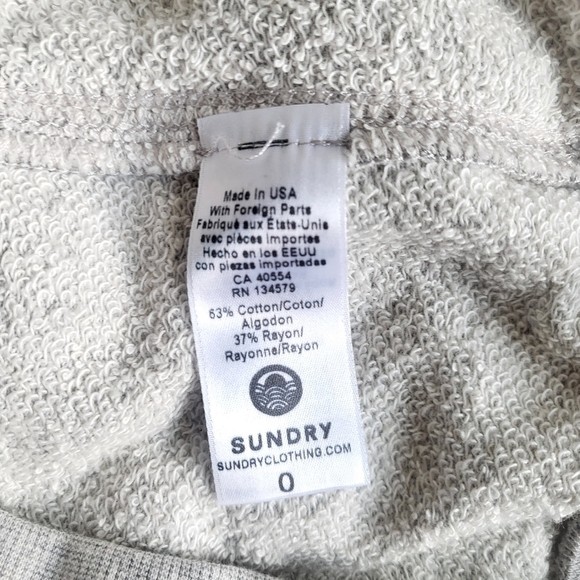 Made In USA
With Foreign Parts
Fabriqué aux États-Unis
avec pièces importes
Hecho en los EEUU
con piezas importadas
CA 40554
RN 134579
63% Cotton/Coton/
Algodon
37% Rayon/
Rayonne/Rayon
SUNDRY
SUNDRYCLOTHING.COM
0